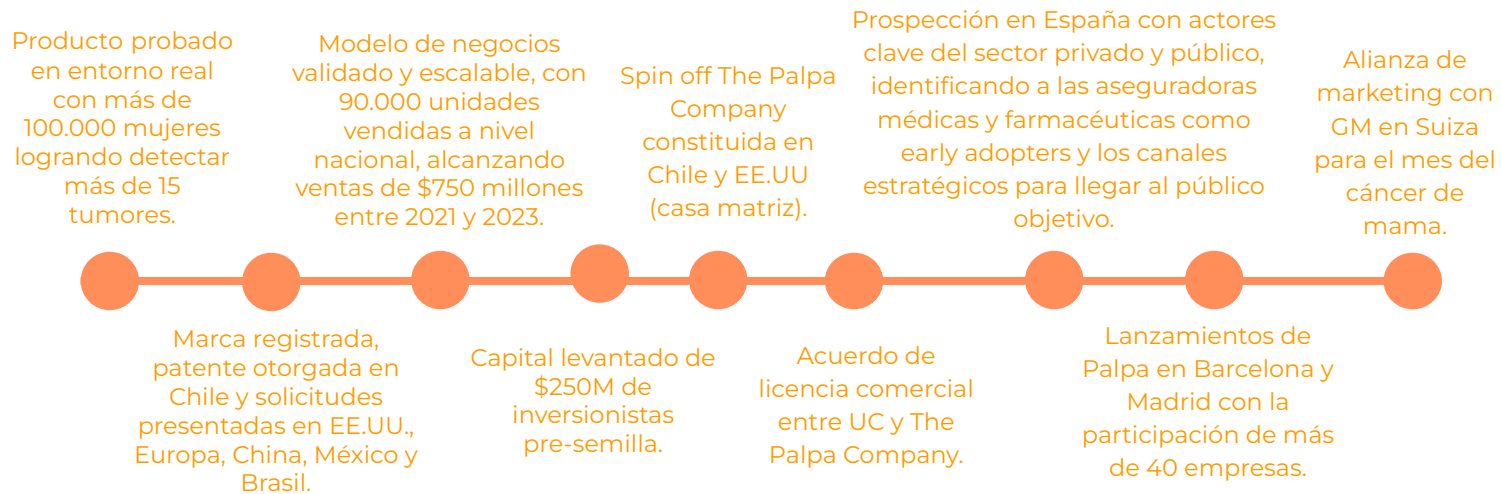 Producto probado
en entorno real
con más de
100.000 mujeres
logrando detectar
más de 15
tumores.
Marca registrada,
patente otorgada en
Chile y solicitudes
presentadas en EE.UU.,
Europa, China, México y
Brasil.
Modelo de negocios
validado y escalable, con
90.000 unidades
vendidas a nivel
nacional, alcanzando
ventas de $750 millones
entre 2021 y 2023.
Capital levantado de
$250M de
inversionistas
pre-semilla.
Spin off The Palpa
Company
constituida en
Chile y EE.UU
(casa matriz).
Acuerdo de
licencia comercial
entre UC y The
Palpa Company.
Prospección en España con actores
clave del sector privado y público,
identificando a las aseguradoras
médicas y farmacéuticas como
early adopters y los canales
estratégicos para llegar al público
objetivo.
Lanzamientos de
Palpa en Barcelona y
Madrid con la
participación de más
de 40 empresas.
Alianza de
marketing con
GM en Suiza
para el mes del
cáncer de
mama.